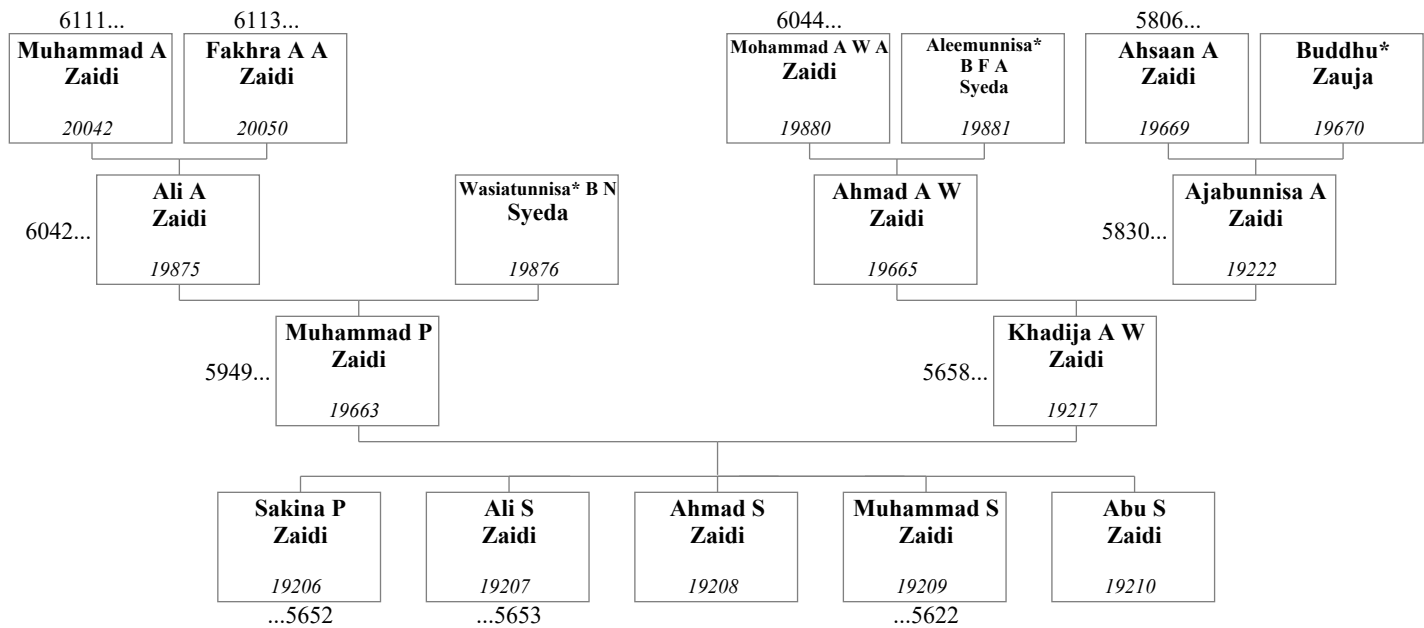 6111...
6113...
6044...
5806...
Muhammad A
Zaidi
20042
Fakhra A A
Zaidi
20050
Mohammad A W A
Zaidi
19880
Aleemunnisa*
B F A
Syeda
19881
Ahsaan A
Zaidi
19669
Buddhu*
Zauja
19670
6042...
Ali A
Zaidi
19875
Wasiatunnisa* B N
Syeda
19876
Ahmad A W
Zaidi
19665
5830...
Ajabunnisa A
Zaidi
19222
5949...
Muhammad P
Zaidi
19663
5658...
Khadija A W
Zaidi
19217
Sakina P
Zaidi
19206
...5652
Ali S
Zaidi
19207
...5653
Ahmad S
Zaidi
19208
Muhammad S
Zaidi
19209
...5622
Abu S
Zaidi
19210